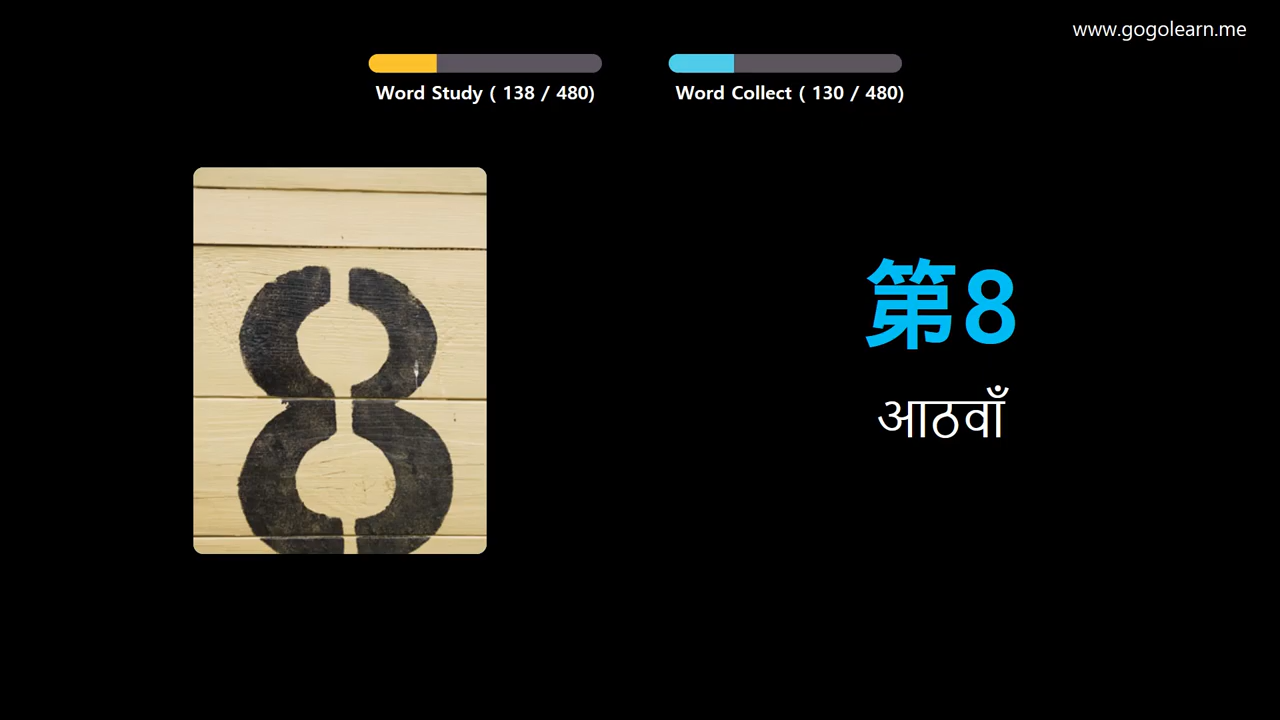 www.gogolearn.me
Word Study ( 138 / 480)
Word Collect ( 130 / 480)
8
第8
आठवाँ